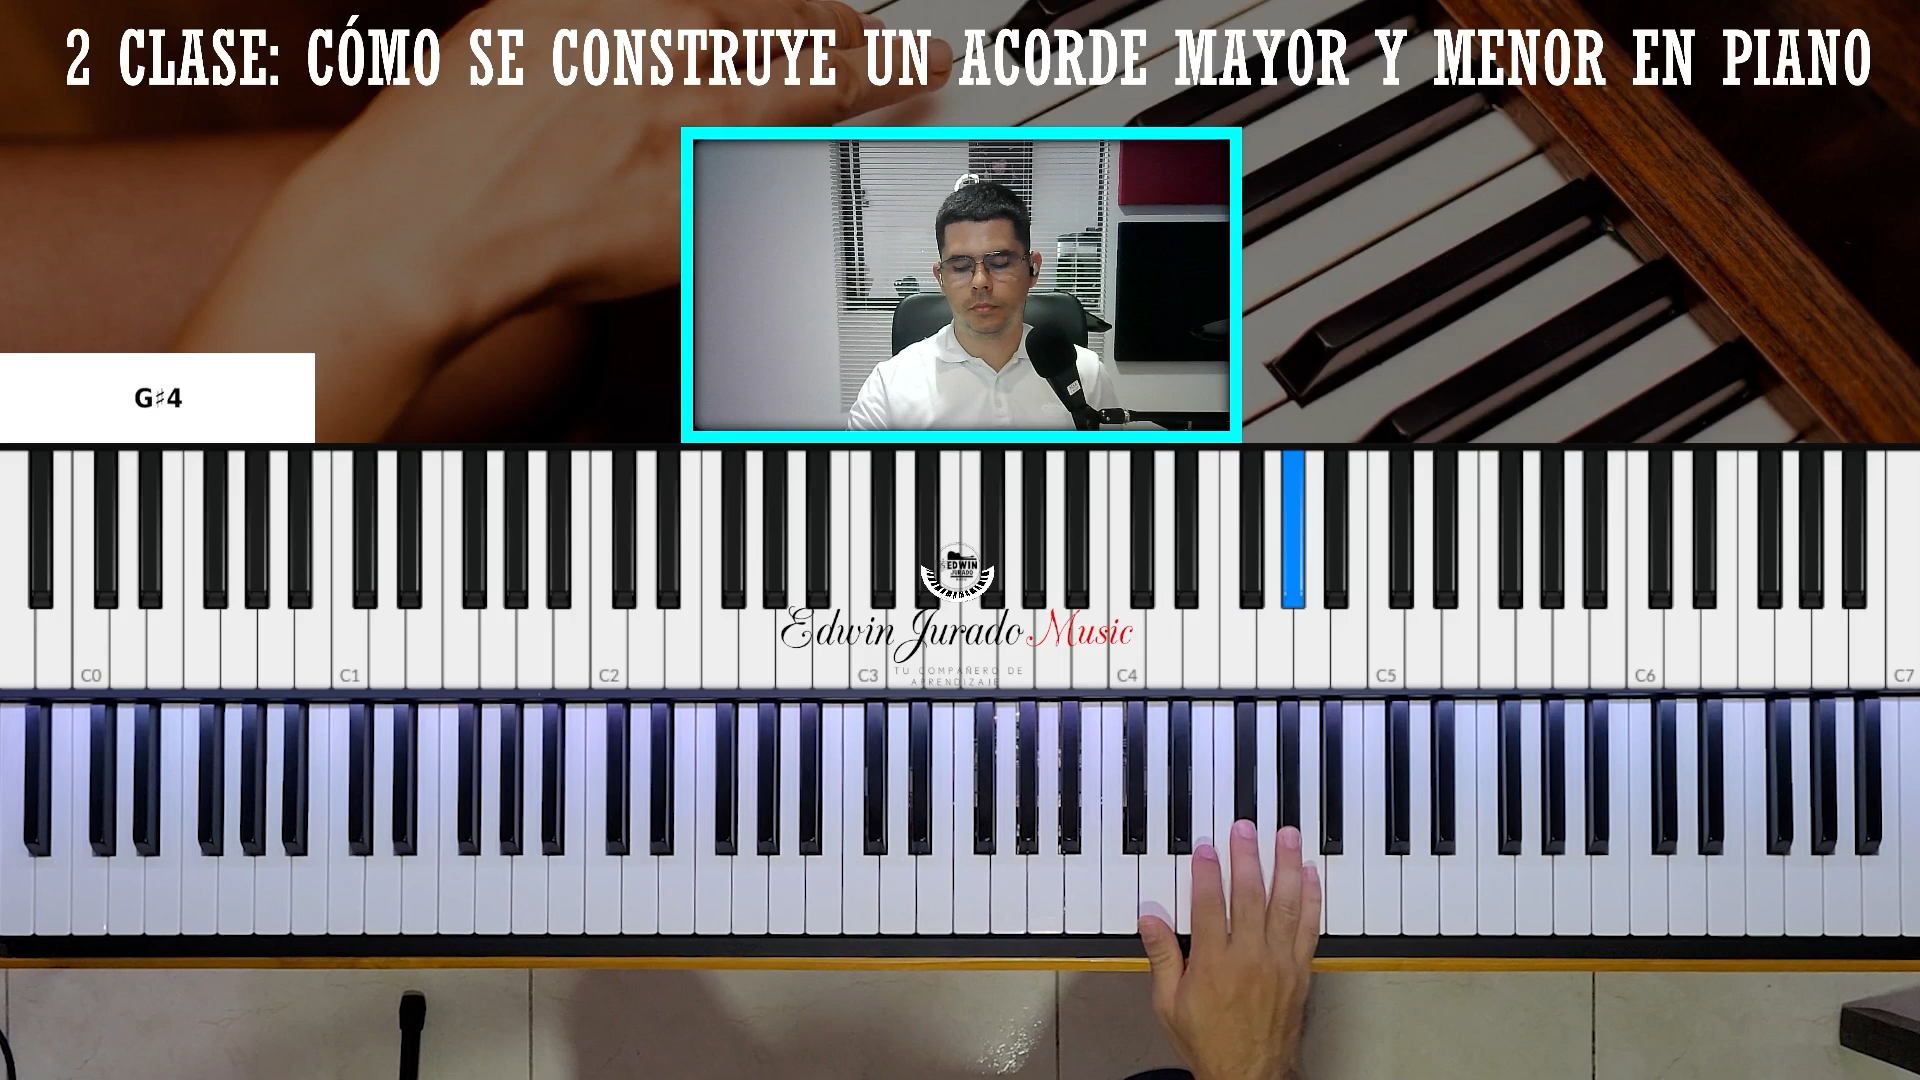 2 CLASE: CÓMO SE CONSTRUYE UN ACORDE MAYOR Y MENOR EN PIANO
G♯4
EDWIN
JURADO
Edwin Jurado Music
TU COMPAÑERO DE
APRENDIZAJE
C0 C1 C2 C3 C4 C5 C6 C7